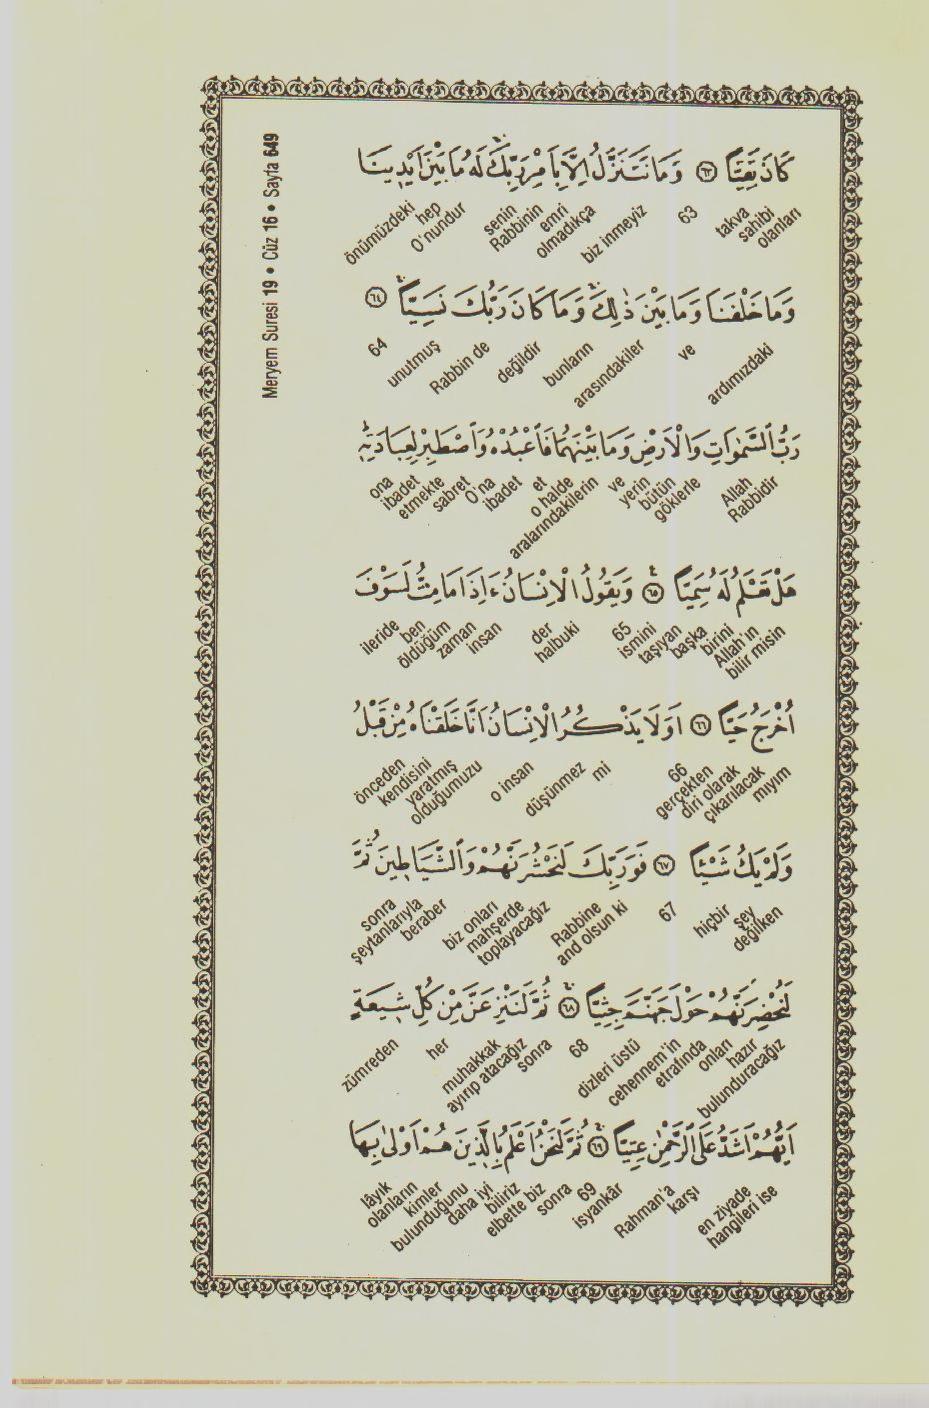 Meryem Suresi 19 • Cüz 16 • Sayfa 649
كَانَ تَقِيًّا ﴿٦٣﴾ وَمَا نَتَنَزَّلُ اِلَّا بِاَمْرِ رَبِّكَۚ لَهُ مَا بَيْنَ اَيْدٖينَا
takva sahibi olanları 63 biz inmeyiz emri olmadıkça senin Rabbinin hep O'nundur önümüzdeki
وَمَا خَلْفَنَا وَمَا بَيْنَ ذٰلِكَۚ وَمَا كَانَ رَبُّكَ نَسِيًّاۚ ﴿٦٤﴾
ardımızdaki ve arasındakiler bunların değildir Rabbin de unutmuş 64
رَبُّ السَّمٰوَاتِ وَالْاَرْضِ وَمَا بَيْنَهُمَا فَاعْبُدْهُ وَاصْطَبِرْ لِعِبَادَتِهٖۜ
Allah Rabbidir göklerle bütün yerin ve aralarındakilerin o halde et ibadet O'na sabret etmekte ibadet ona
هَلْ تَعْلَمُ لَهُ سَمِيًّا ﴿٦٥﴾ۚ وَيَقُولُ الْاِنْسَانُ ءَاِذَا مَا مِتُّ لَسَوْفَ
bilir misin Allah'ın birini başka taşıyan ismini 65 halbuki der insan zaman öldüğüm ben ileride
اُخْرَجُ حَيًّا ﴿٦٦﴾ اَوَلَا يَذْكُرُ الْاِنْسَانُ اَنَّا خَلَقْنَاهُ مِنْ قَبْلُ
mıyım çıkarılacak diri olarak gerçekten 66 mi düşünmez o insan olduğumuzu yaratmış kendisini önceden
وَلَمْ يَكُ شَيْـًٔا ﴿٦٧﴾ فَوَرَبِّكَ لَنَحْشُرَنَّهُمْ وَالشَّيَاطٖينَ ثُمَّ
değilken şey hiçbir 67 and olsun ki Rabbine toplayacağız mahşerde biz onları beraber şeytanlarıyla sonra
لَنُحْضِرَنَّهُمْ حَوْلَ جَهَنَّمَ جِثِيًّا ﴿٦٨﴾ۚ ثُمَّ لَنَنْزِعَنَّ مِنْ كُلِّ شٖيعَةٍ
bulunduracağız hazır onları etrafında cehennem'in dizleri üstü 68 sonra ayırıp atacağız muhakkak her zümreden
اَيُّهُمْ اَشَدُّ عَلَى الرَّحْمٰنِ عِتِيًّا ﴿٦٩﴾ۚ ثُمَّ لَنَحْنُ اَعْلَمُ بِالَّذٖينَ هُمْ اَوْلٰى بِهَا
hangileri ise en ziyade karşı Rahman'a isyankâr 69 sonra elbette biz biliriz daha iyi bulunduğunu kimler olanların lâyık